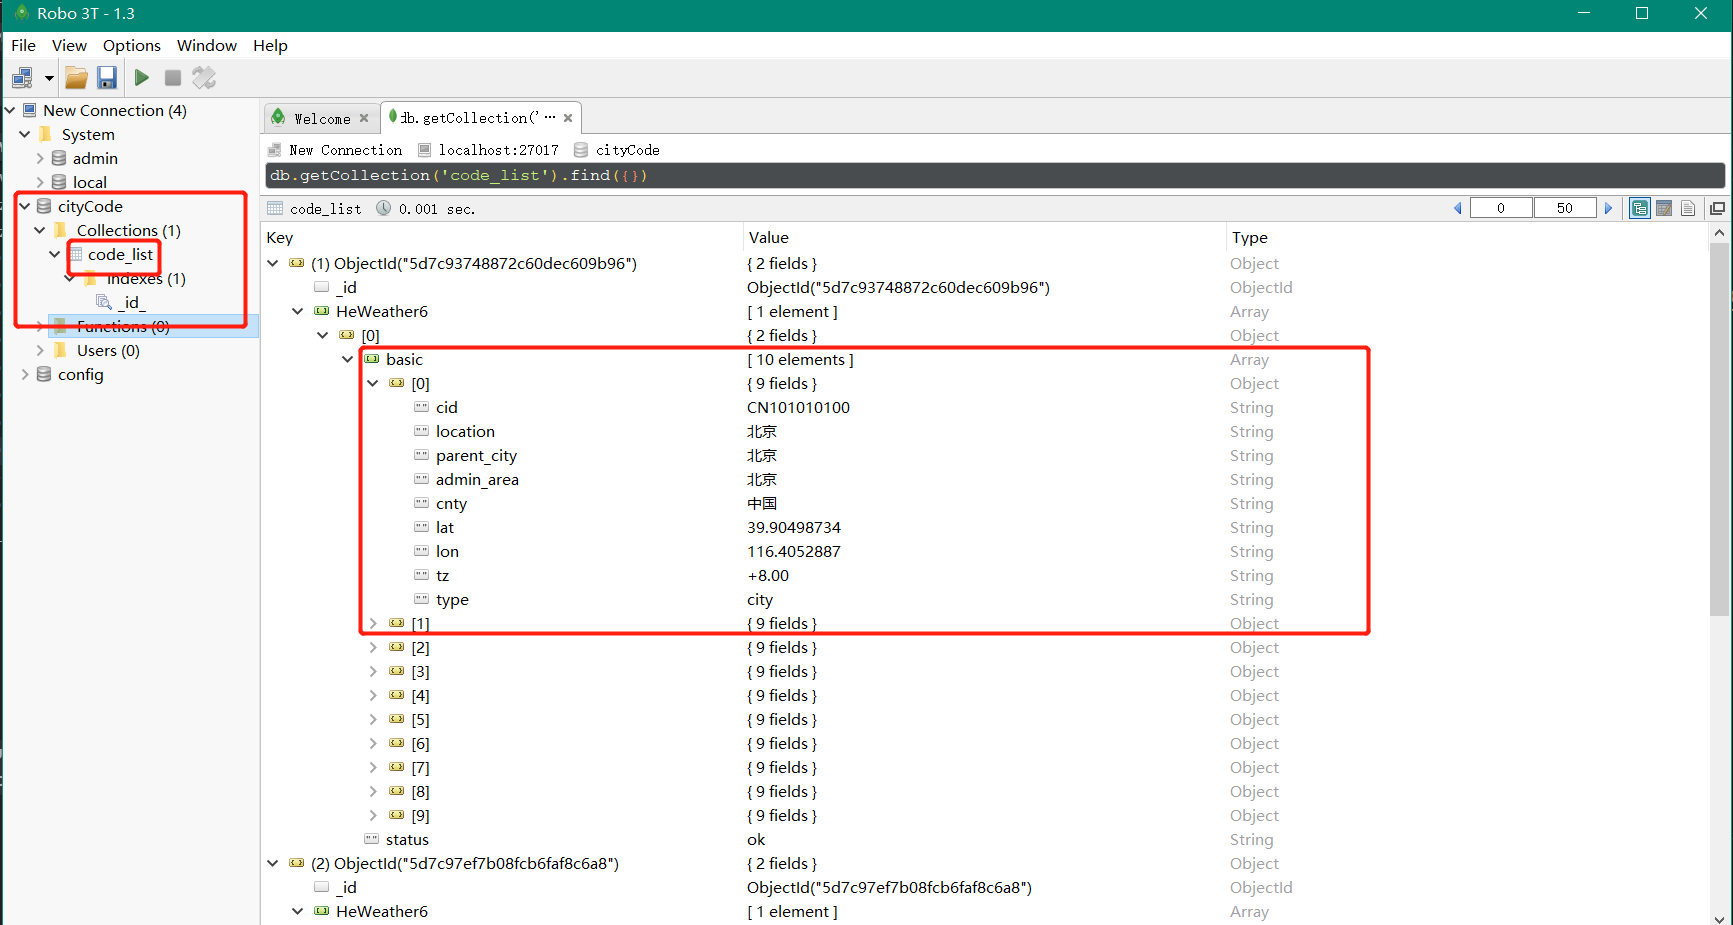 Robo 3T - 1.3
File View Options Window Help
New Connection (4)
System
admin
local
cityCode
Collections (1)
code_list
Indexes (1)
_id_
Functions (0)
Users (0)
config
Welcome
db.getCollection('...
New Connection localhost:27017 cityCode
db.getCollection('code_list').find({})
code_list 0.001 sec. 0 50
Key Value Type
(1) ObjectId("5d7c93748872c60dec609b96") { 2 fields } Object
_id ObjectId("5d7c93748872c60dec609b96") ObjectId
HeWeather6 [ 1 element ] Array
[0] { 2 fields } Object
basic [ 10 elements ] Array
[0] { 9 fields } Object
cid CN101010100 String
location 北京 String
parent_city 北京 String
admin_area 北京 String
cnty 中国 String
lat 39.90498734 String
lon 116.4052887 String
tz +8.00 String
type city String
[1] { 9 fields } Object
[2] { 9 fields } Object
[3] { 9 fields } Object
[4] { 9 fields } Object
[5] { 9 fields } Object
[6] { 9 fields } Object
[7] { 9 fields } Object
[8] { 9 fields } Object
[9] { 9 fields } Object
status ok String
(2) ObjectId("5d7c97ef7b08fcb6faf8c6a8") { 2 fields } Object
_id ObjectId("5d7c97ef7b08fcb6faf8c6a8") ObjectId
HeWeather6 [ 1 element ] Array